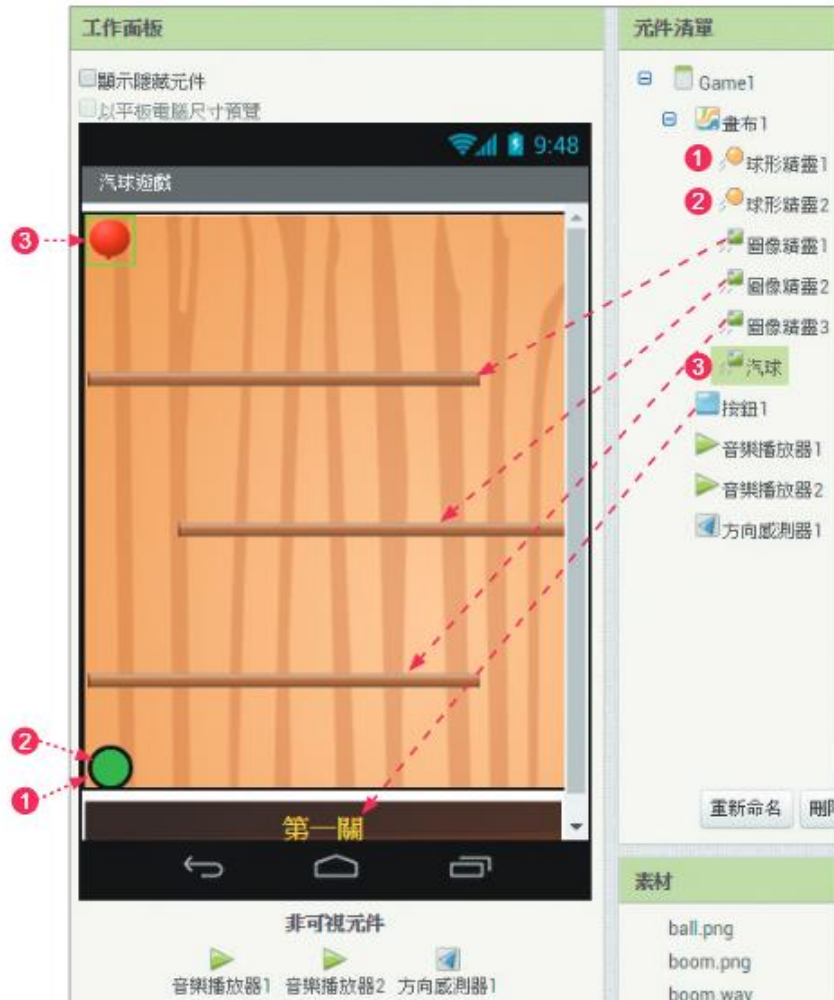 工作面板
顯示隱藏元件
以平板電腦尺寸預覽
9:48
汽球遊戲
3
2
1
第一關
非可視元件
音樂播放器1 音樂播放器2 方向感測器1
元件清單
Game1
畫布1
1 球形精靈1
2 球形精靈2
圖像精靈1
圖像精靈2
圖像精靈3
3 汽球
按鈕1
音樂播放器1
音樂播放器2
方向感測器1
重新命名
素材
ball.png
boom.png
boom.wav